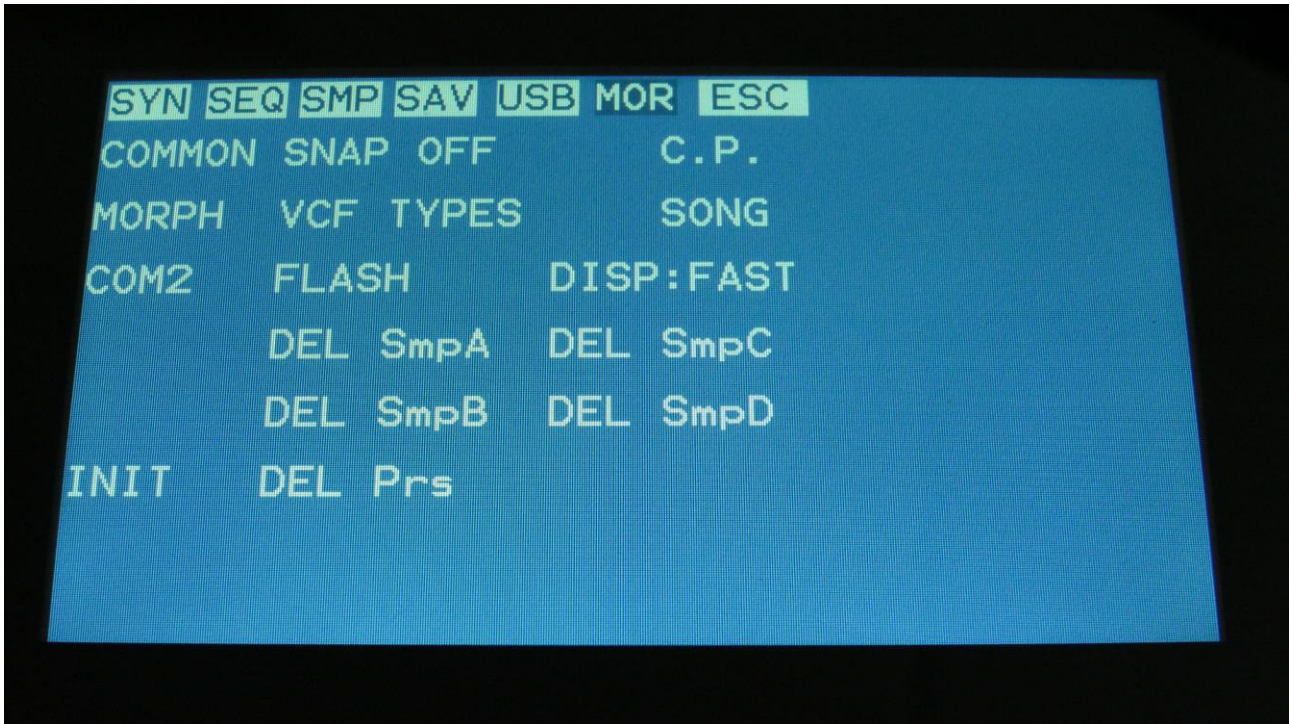 SYN SEQ SMP SAV USB MOR ESC
COMMON SNAP OFF C.P.
MORPH VCF TYPES SONG
COM2 FLASH DISP:FAST
DEL SmpA DEL SmpC
DEL SmpB DEL SmpD
INIT DEL Prs